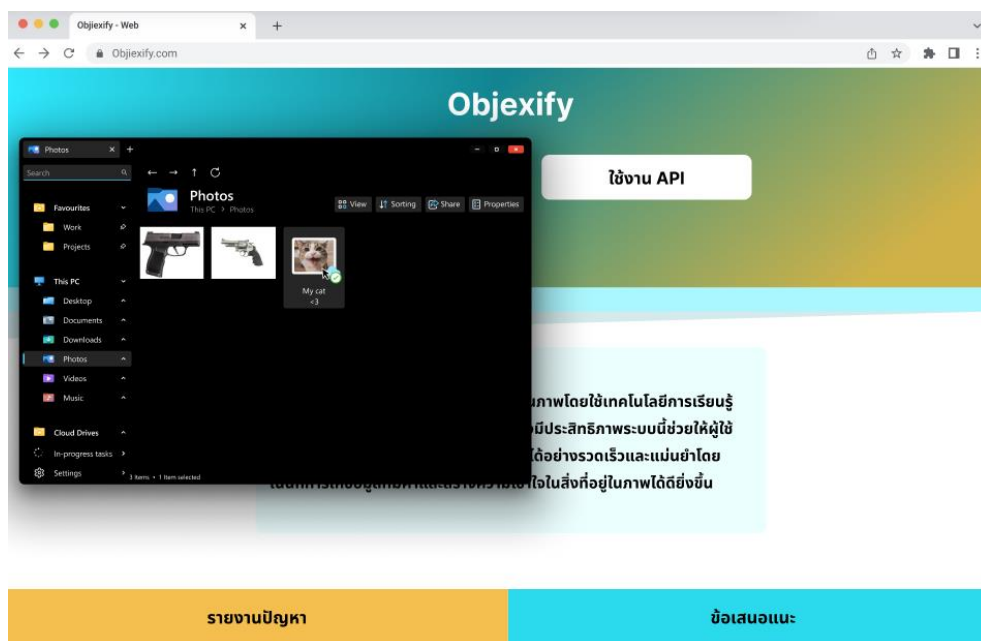 Objiexify - Web
Objiexify.com
Objexify
Photos
Search
Photos
This PC > Photos
View
Sorting
Share
Properties
ใช้งาน API
Favourites
Work
Projects
This PC
Desktop
Documents
Downloads
Photos
Videos
Music
Cloud Drives
In-progress tasks
Settings
My cat
<3
3 items • 1 Item selected
ภาพโดยใช้เทคโนโลยีการเรียนรู้
มีประสิทธิภาพระบบนี้ช่วยให้ผู้ใช้
ได้อย่างรวดเร็วและแม่นยำโดย
ใจในสิ่งที่อยู่ในภาพได้ดียิ่งขึ้น
รายงานปัญหา
ข้อเสนอแนะ